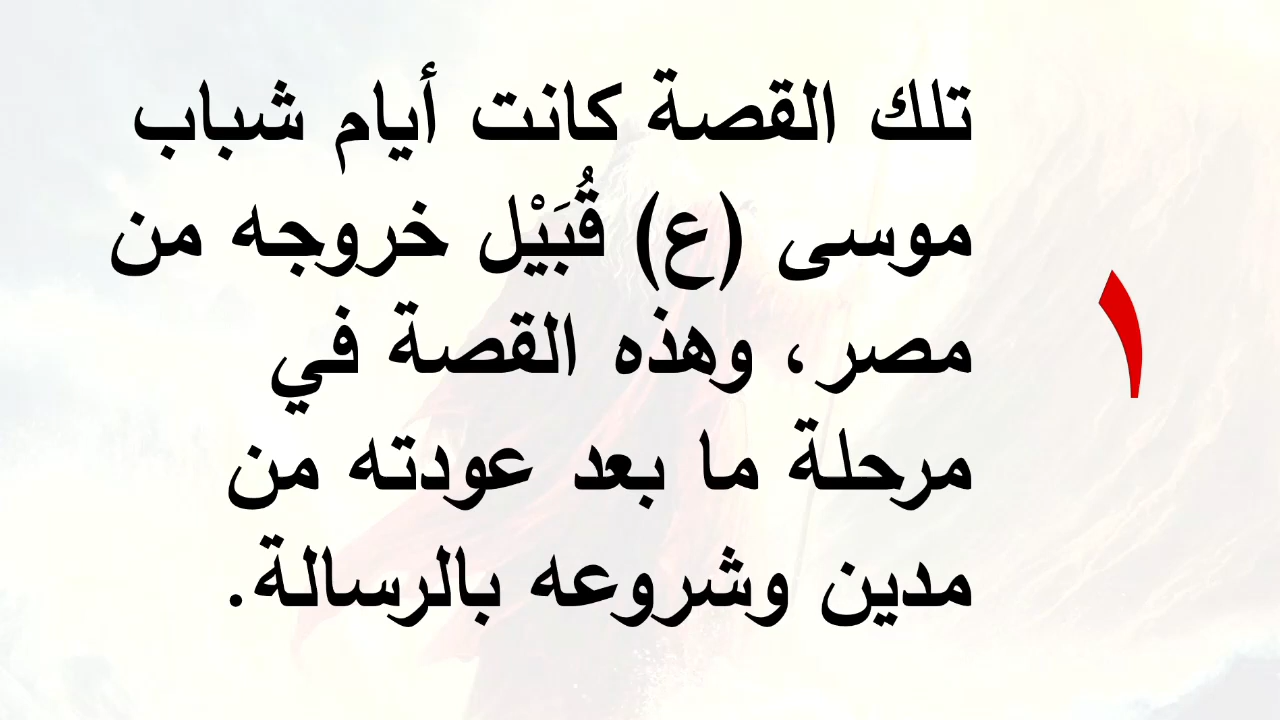 ١
تلك القصة كانت أيام شباب
موسى (ع) قُبَيْل خروجه من
مصر، وهذه القصة في
مرحلة ما بعد عودته من
مدين وشروعه بالرسالة.